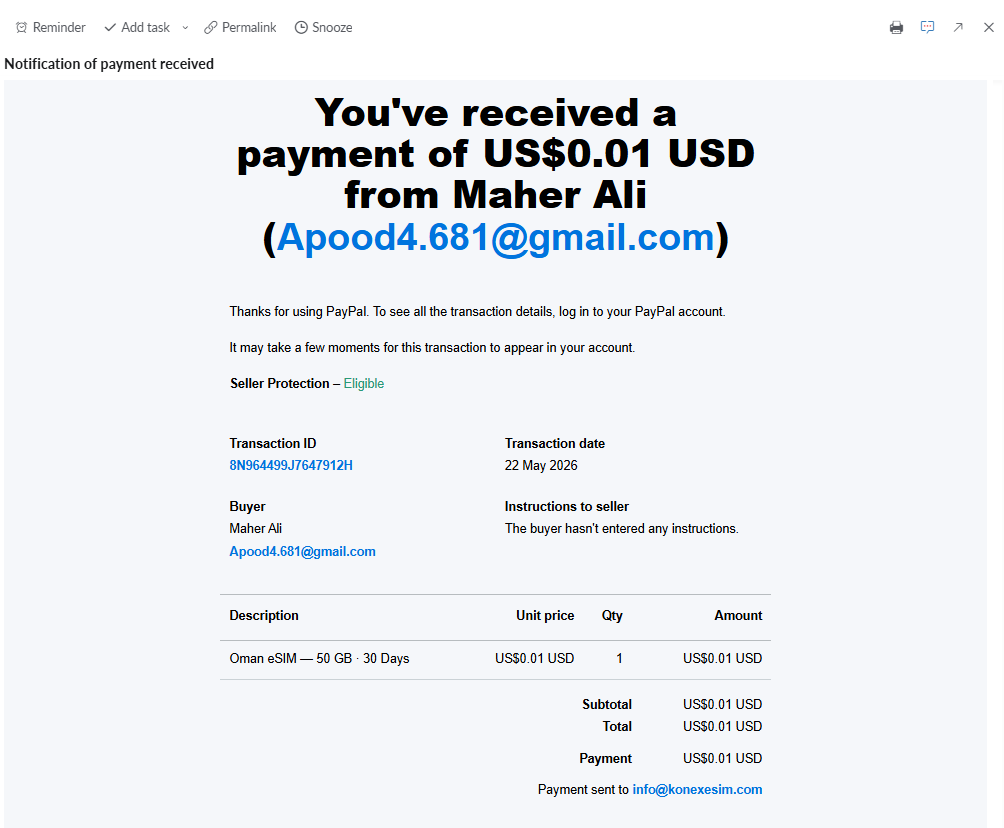 Reminder Add task Permalink Snooze
Notification of payment received
You've received a
payment of US$0.01 USD
from Maher Ali
(Apood4.681@gmail.com)
Thanks for using PayPal. To see all the transaction details, log in to your PayPal account.
It may take a few moments for this transaction to appear in your account.
Seller Protection – Eligible
Transaction ID Transaction date
8N964499J7647912H 22 May 2026
Buyer Instructions to seller
Maher Ali The buyer hasn't entered any instructions.
Apood4.681@gmail.com
Description Unit price Qty Amount
Oman eSIM — 50 GB · 30 Days US$0.01 USD 1 US$0.01 USD
Subtotal US$0.01 USD
Total US$0.01 USD
Payment US$0.01 USD
Payment sent to info@konexesim.com